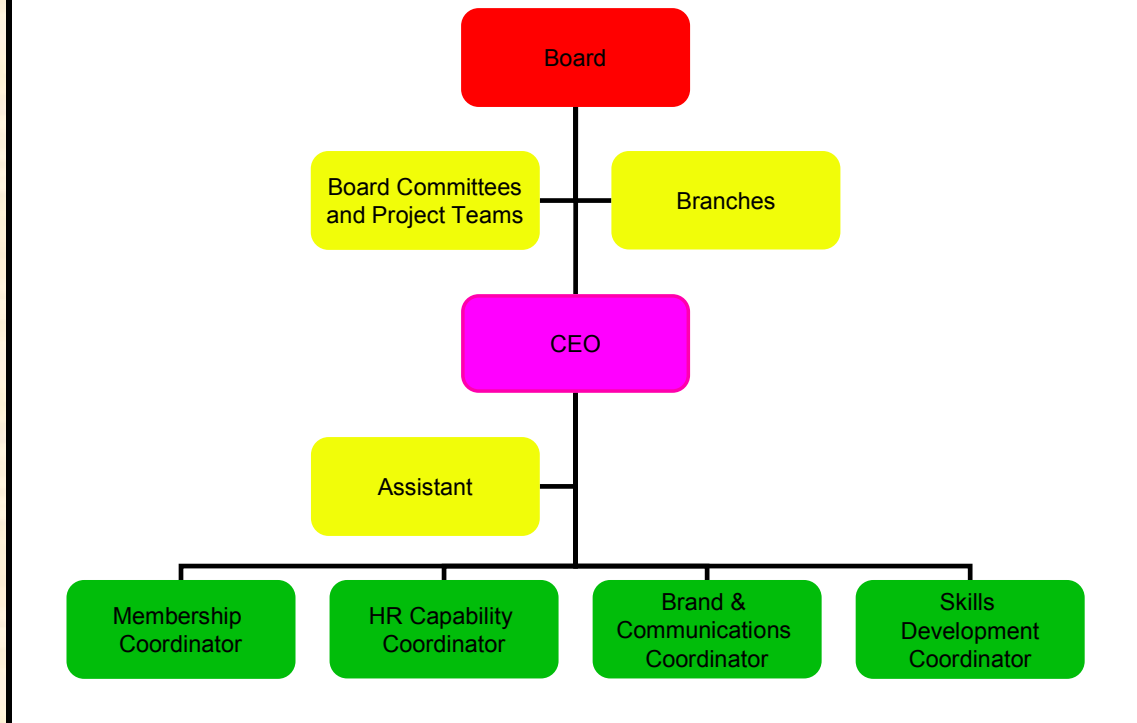 Board
Board Committees
and Project Teams
Branches
CEO
Assistant
Membership
Coordinator
HR Capability
Coordinator
Brand &
Communications
Coordinator
Skills
Development
Coordinator